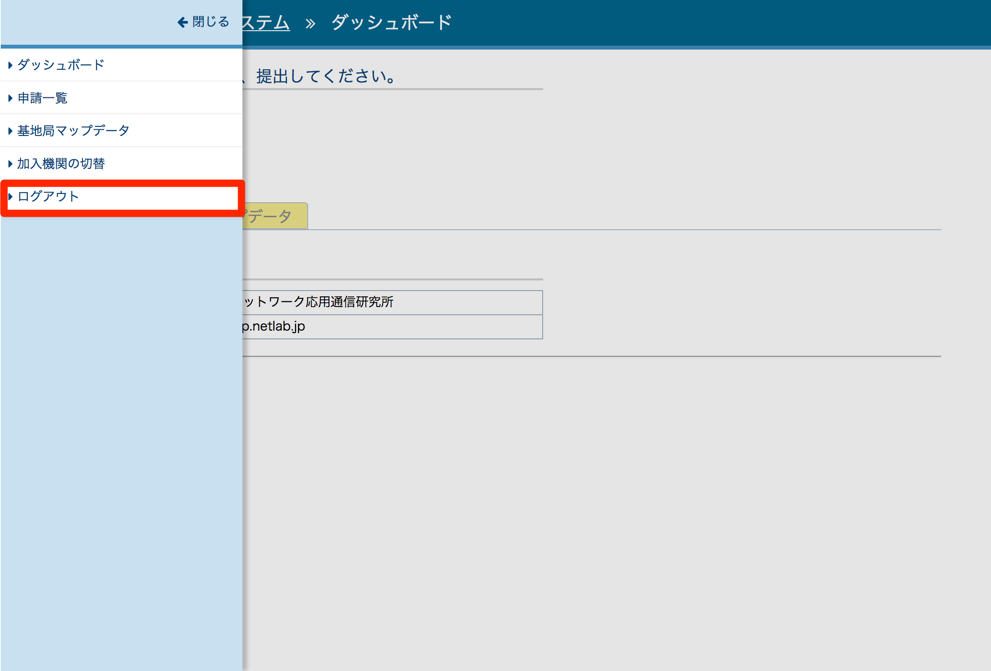 閉じる
ステム » ダッシュボード
ダッシュボード
申請一覧
基地局マップデータ
加入機関の切替
ログアウト
、提出してください。
データ
ットワーク応用通信研究所
p.netlab.jp